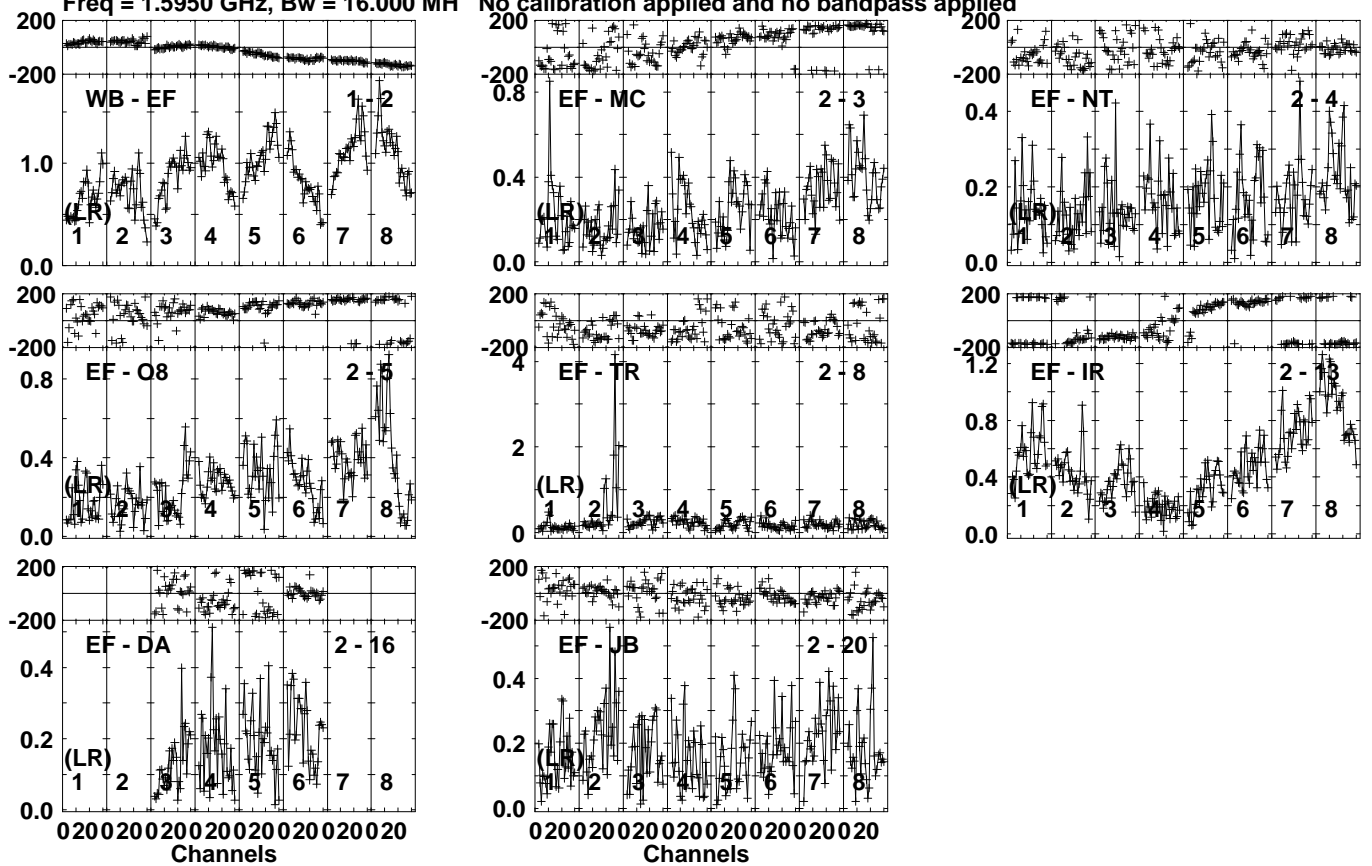 Freq = 1.5950 GHz, Bw = 16.000 MH No calibration applied and no bandpass applied
200
-200
WB - EF 1 - 2
1.0
(LR)
1 2 3 4 5 6 7 8
0.0
EF - MC 2 - 3
0.8
0.4
(LR)
1 2 3 4 5 6 7 8
0.0
200
-200
EF - NT 2 - 4
0.4
0.2
(LR)
1 2 3 4 5 6 7 8
0.0
200
-200
EF - O8 2 - 5
0.8
0.4
(LR)
1 2 3 4 5 6 7 8
0.0
200
-200
EF - TR 2 - 8
4
2
(LR)
1 2 3 4 5 6 7 8
0
200
-200
EF - IR 2 - 13
1.2
0.8
0.4
(LR)
1 2 3 4 5 6 7 8
0.0
200
-200
EF - DA 2 - 16
0.4
0.2
(LR)
1 2 3 4 5 6 7 8
0.0
0 20 0 20 0 20 0 20 0 20 0 20 0 20 0 20
Channels
200
-200
EF - JB 2 - 20
0.4
0.2
(LR)
1 2 3 4 5 6 7 8
0.0
0 20 0 20 0 20 0 20 0 20 0 20 0 20 0 20
Channels